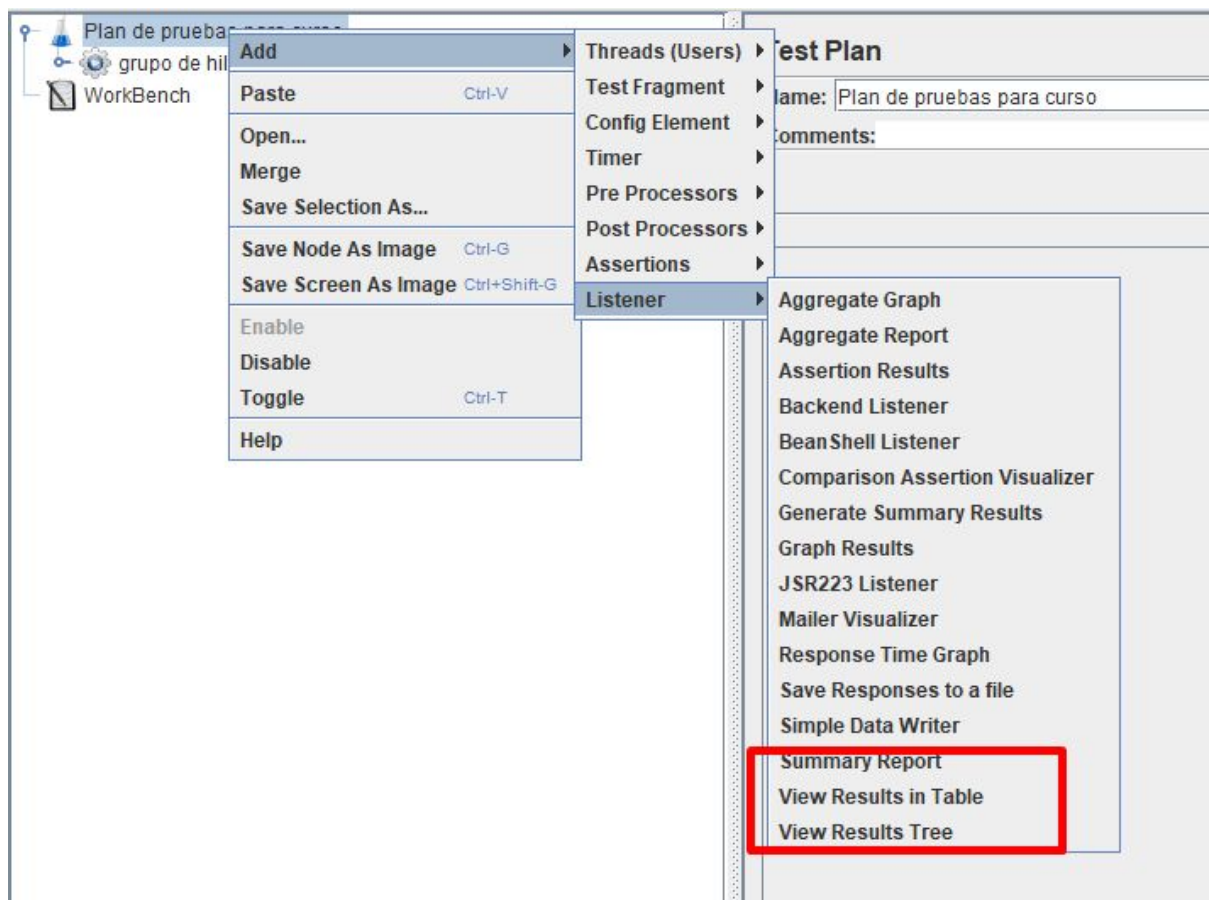 Plan de pruebas para curso
grupo de hil
WorkBench
Add
Paste Ctrl-V
Open...
Merge
Save Selection As...
Save Node As Image Ctrl-G
Save Screen As Image Ctrl+Shift-G
Enable
Disable
Toggle Ctrl-T
Help
Threads (Users)
Test Fragment
Config Element
Timer
Pre Processors
Post Processors
Assertions
Listener
Aggregate Graph
Aggregate Report
Assertion Results
Backend Listener
BeanShell Listener
Comparison Assertion Visualizer
Generate Summary Results
Graph Results
JSR223 Listener
Mailer Visualizer
Response Time Graph
Save Responses to a file
Simple Data Writer
Summary Report
View Results in Table
View Results Tree
Test Plan
Name: Plan de pruebas para curso
Comments: